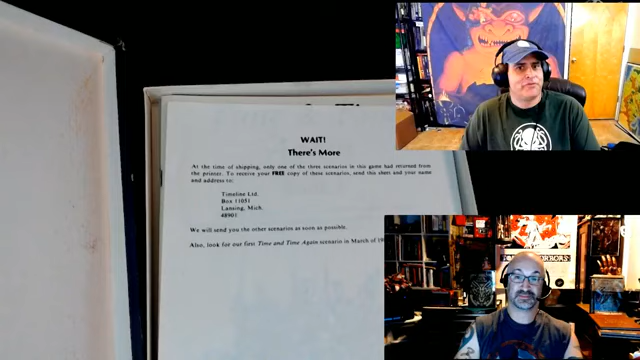 WAIT!
There's More
At the time of shipping, only one of the three scenarios in this game had returned from
the printer. To receive your FREE copy of these scenarios, send this sheet and your name
and address to:
Timeline Ltd.
Box 11051
Lansing, Mich.
48901
We will send you the other scenarios as soon as possible.
Also, look for our first Time and Time Again scenario in March of